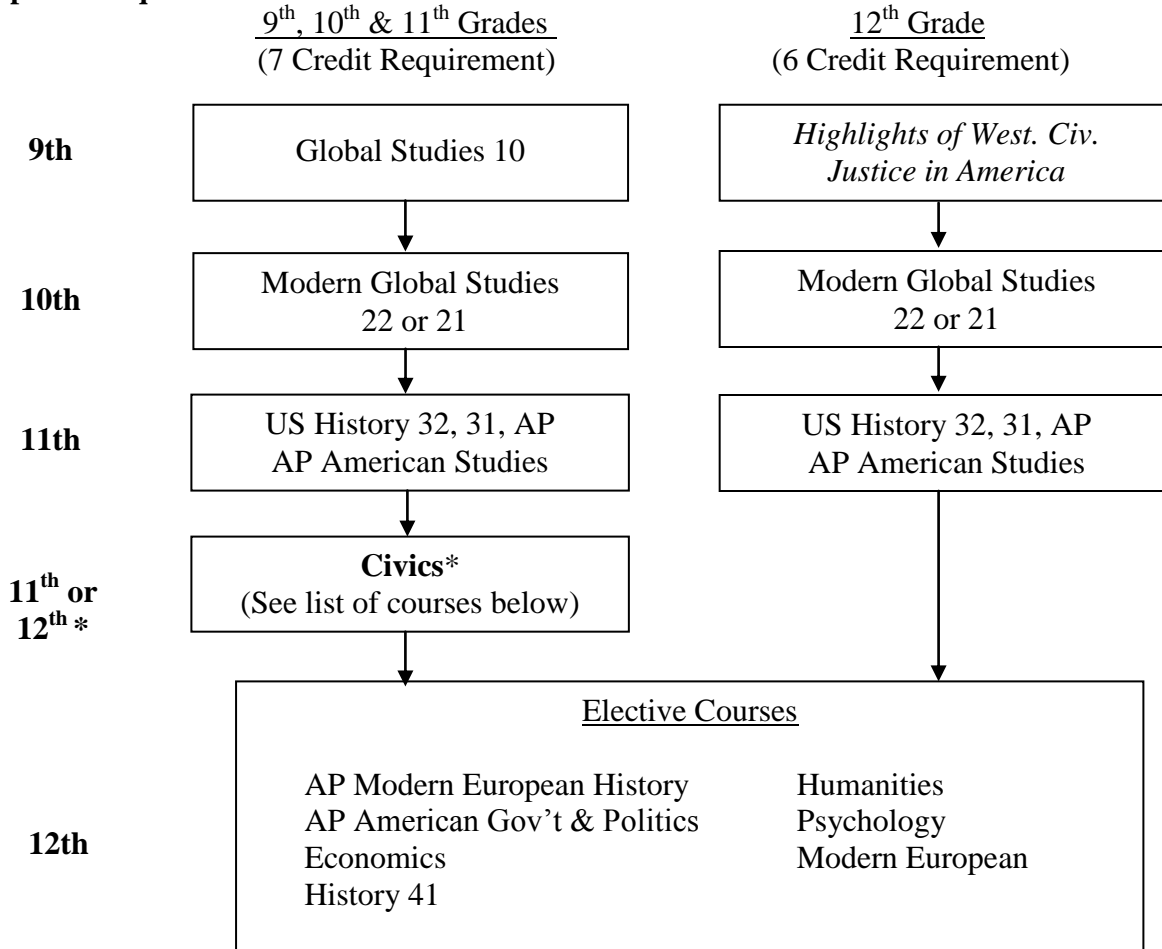 9th, 10th & 11th Grades
(7 Credit Requirement)
12th Grade
(6 Credit Requirement)
9th
Global Studies 10
Highlights of West. Civ.
Justice in America
10th
Modern Global Studies
22 or 21
Modern Global Studies
22 or 21
11th
US History 32, 31, AP
AP American Studies
US History 32, 31, AP
AP American Studies
11th or
12th *
Civics*
(See list of courses below)
12th
Elective Courses
AP Modern European History
AP American Gov't & Politics
Economics
History 41
Humanities
Psychology
Modern European